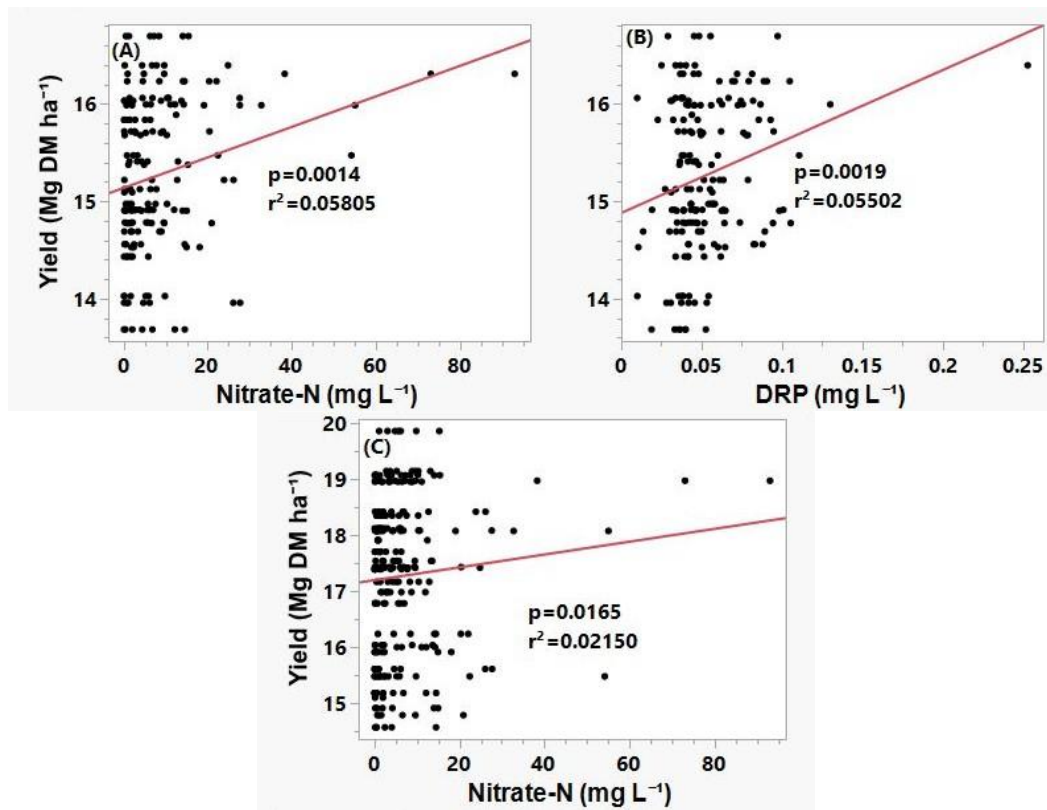 (A)
Yield (Mg DM ha⁻¹)
16
15
14
p=0.0014
r²=0.05805
0 20 40 60 80
Nitrate-N (mg L⁻¹)
(B)
16
15
14
p=0.0019
r²=0.05502
0 0.05 0.1 0.15 0.2 0.25
DRP (mg L⁻¹)
(C)
Yield (Mg DM ha⁻¹)
20
19
18
17
16
15
p=0.0165
r²=0.02150
0 20 40 60 80
Nitrate-N (mg L⁻¹)